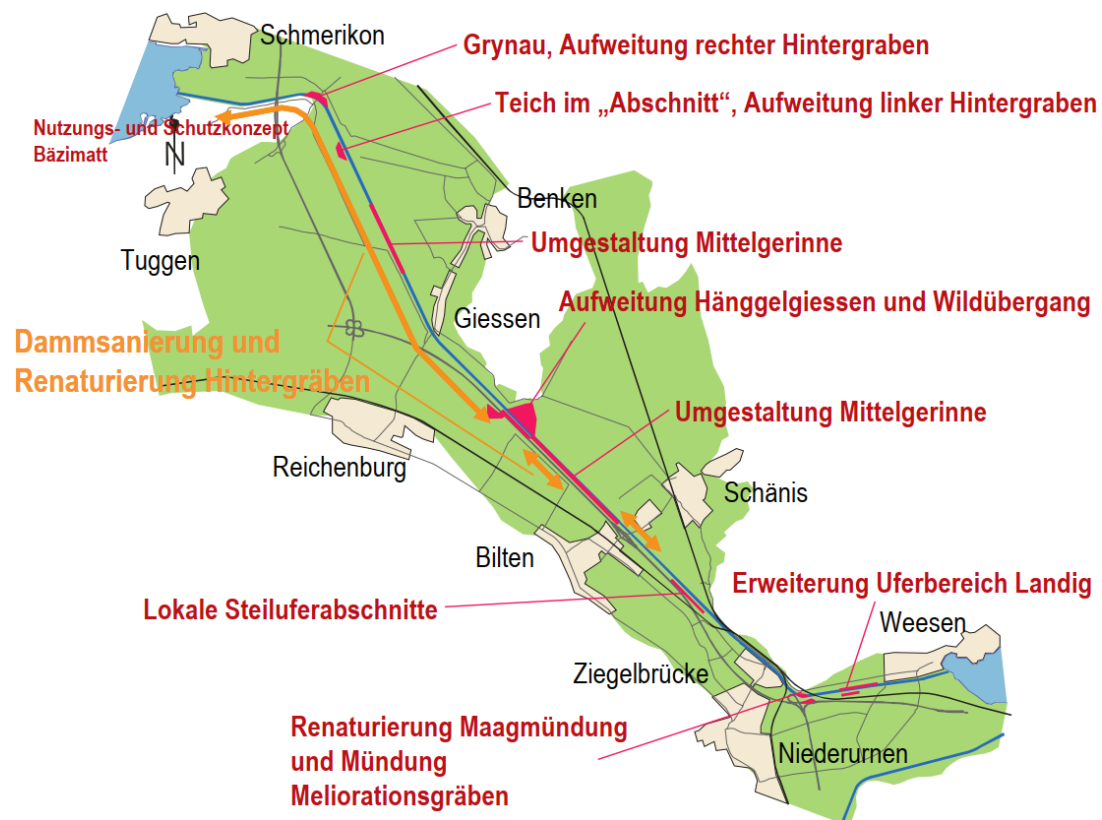 Schmerikon
Grynau, Aufweitung rechter Hintergraben
Teich im „Abschnitt“, Aufweitung linker Hintergraben
Nutzungs- und Schutzkonzept
Bäzimatt
N
Benken
Tuggen
Umgestaltung Mittelgerinne
Aufweitung Hänggelgiessen und Wildübergang
Giessen
Dammsanierung und
Renaturierung Hintergräben
Umgestaltung Mittelgerinne
Reichenburg
Schänis
Bilten
Erweiterung Uferbereich Landig
Lokale Steiluferabschnitte
Weesen
Ziegelbrücke
Renaturierung Maagmündung
und Mündung
Meliorationsgräben
Niederurnen